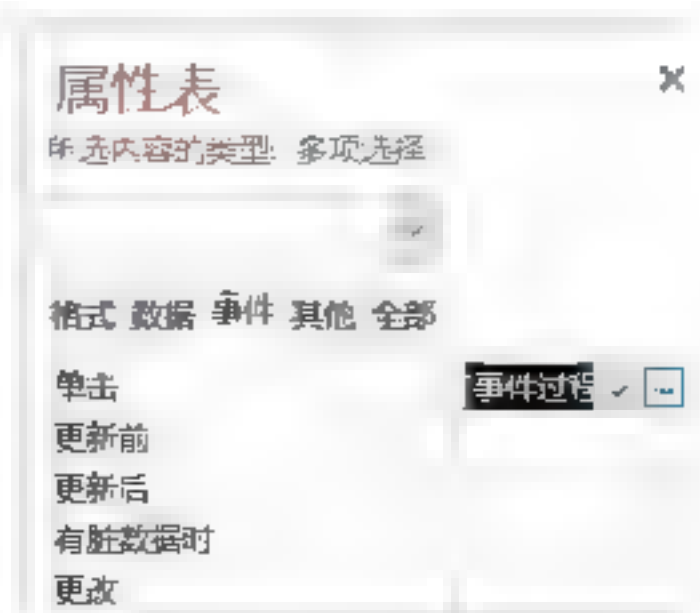 属性表
所选内容的类型: 多项选择
格式 数据 事件 其他 全部
单击 [事件过程
更新前
更新后
有脏数据时
更改